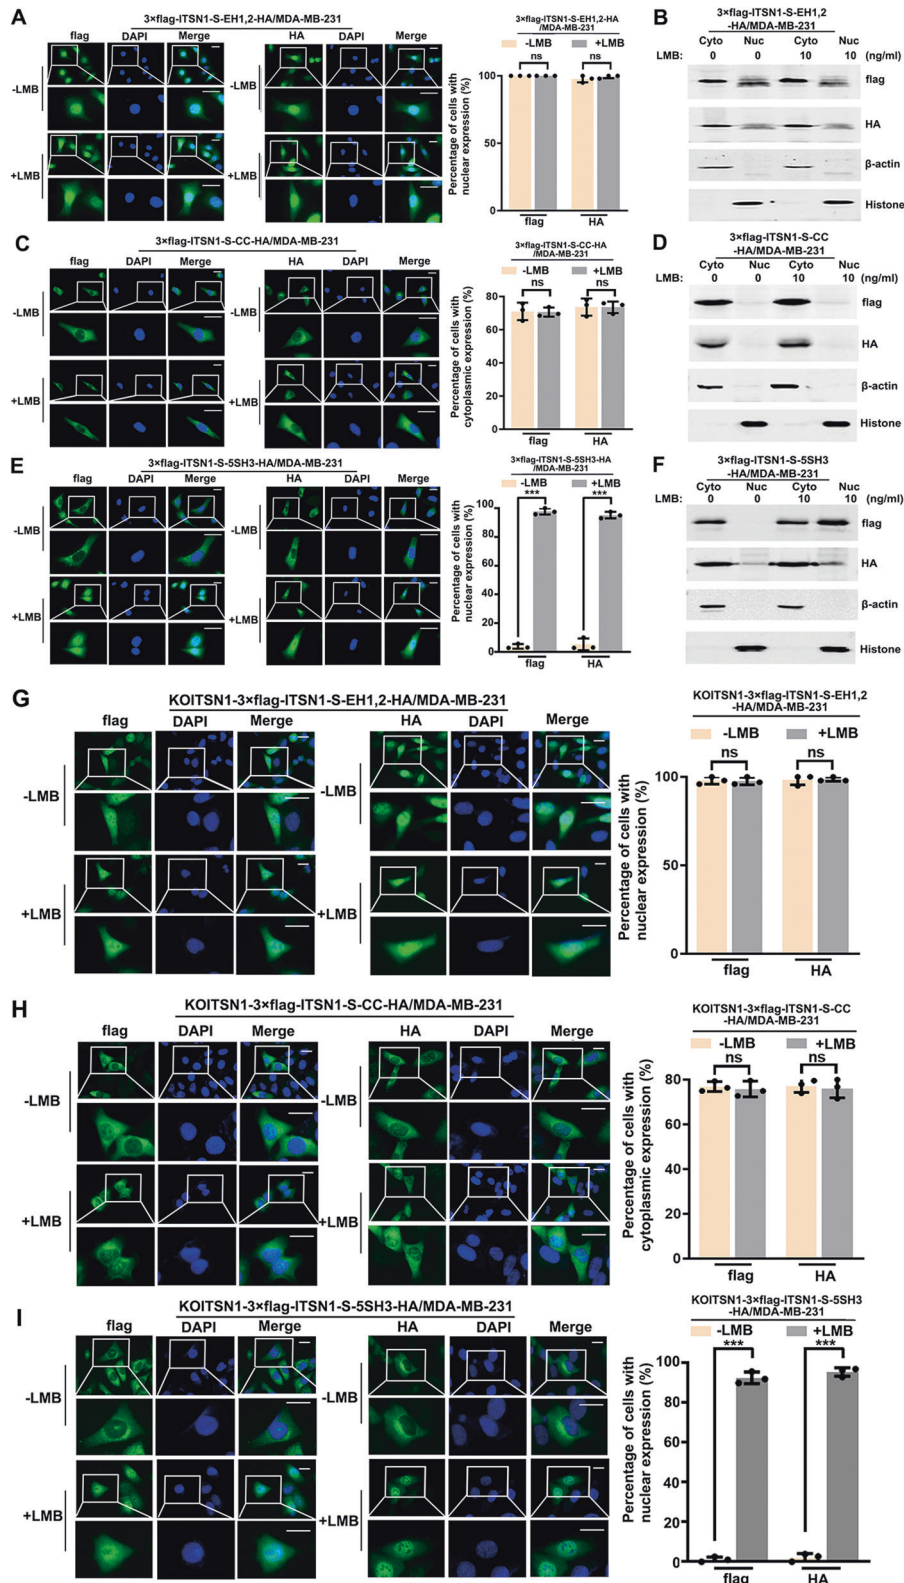 A
3×flag-ITSN1-S-EH1,2-HA/MDA-MB-231
flag DAPI Merge HA DAPI Merge
-LMB
+LMB
-LMB
+LMB
3×flag-ITSN1-S-EH1,2-HA
/MDA-MB-231
-LMB +LMB
ns ns
Percentage of cells with
nuclear expression (%)
100
50
0
flag HA
B
3×flag-ITSN1-S-EH1,2
-HA/MDA-MB-231
Cyto Nuc Cyto Nuc
LMB: 0 0 10 10 (ng/ml)
flag
HA
β-actin
Histone
C
3×flag-ITSN1-S-CC-HA/MDA-MB-231
flag DAPI Merge HA DAPI Merge
-LMB
+LMB
-LMB
+LMB
3×flag-ITSN1-S-CC-HA
/MDA-MB-231
-LMB +LMB
ns ns
Percentage of cells with
cytoplasmic expression (%)
80
60
40
20
0
flag HA
D
3×flag-ITSN1-S-CC
-HA/MDA-MB-231
Cyto Nuc Cyto Nuc
LMB: 0 0 10 10 (ng/ml)
flag
HA
β-actin
Histone
E
3×flag-ITSN1-S-5SH3-HA/MDA-MB-231
flag DAPI Merge HA DAPI Merge
-LMB
+LMB
-LMB
+LMB
3×flag-ITSN1-S-5SH3-HA
/MDA-MB-231
-LMB +LMB
*** ***
Percentage of cells with
nuclear expression (%)
100
80
60
40
20
0
flag HA
F
3×flag-ITSN1-S-5SH3
-HA/MDA-MB-231
Cyto Nuc Cyto Nuc
LMB: 0 0 10 10 (ng/ml)
flag
HA
β-actin
Histone
G
KOITSN1-3×flag-ITSN1-S-EH1,2-HA/MDA-MB-231
flag DAPI Merge HA DAPI Merge
-LMB
+LMB
-LMB
+LMB
KOITSN1-3×flag-ITSN1-S-EH1,2
-HA/MDA-MB-231
-LMB +LMB
ns ns
Percentage of cells with
nuclear expression (%)
100
50
0
flag HA
H
KOITSN1-3×flag-ITSN1-S-CC-HA/MDA-MB-231
flag DAPI Merge HA DAPI Merge
-LMB
+LMB
-LMB
+LMB
KOITSN1-3×flag-ITSN1-S-CC
-HA/MDA-MB-231
-LMB +LMB
ns ns
Percentage of cells with
cytoplasmic expression (%)
80
60
40
20
0
flag HA
I
KOITSN1-3×flag-ITSN1-S-5SH3-HA/MDA-MB-231
flag DAPI Merge HA DAPI Merge
-LMB
+LMB
-LMB
+LMB
KOITSN1-3×flag-ITSN1-S-5SH3
-HA/MDA-MB-231
-LMB +LMB
*** ***
Percentage of cells with
nuclear expression (%)
100
80
60
40
20
0
flag HA